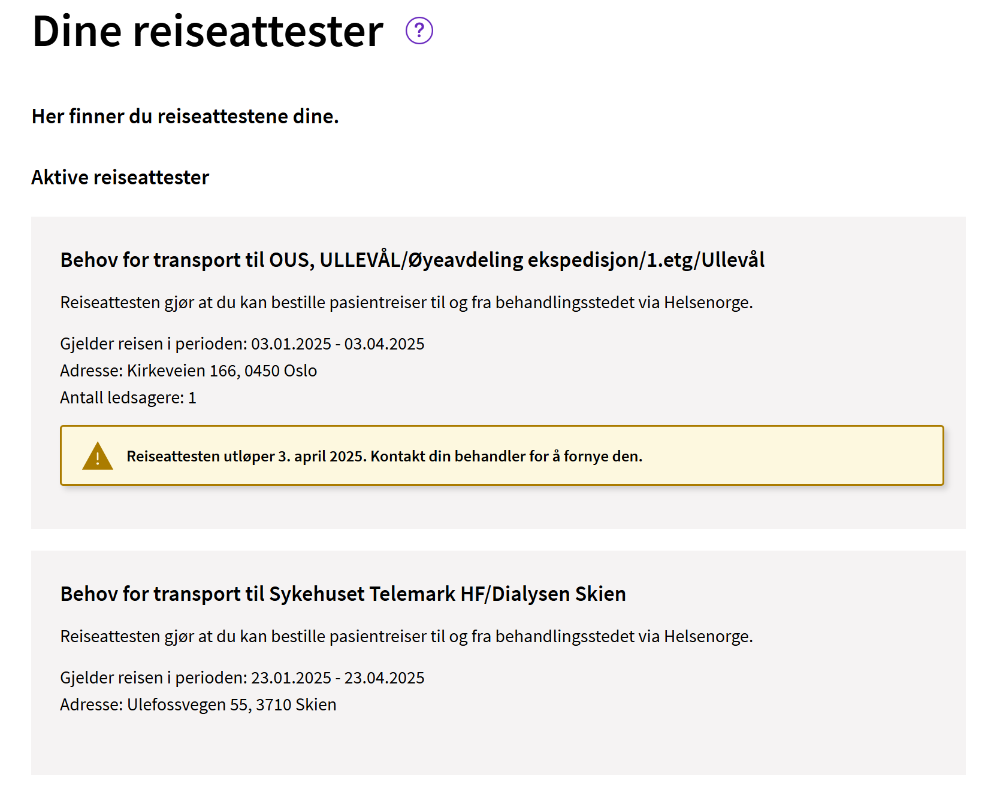 Dine reiseattester ?
Her finner du reiseattestene dine.
Aktive reiseattester
Behov for transport til OUS, ULLEVÅL/Øyeavdeling ekspedisjon/1.etg/Ullevål
Reiseattesten gjør at du kan bestille pasientreiser til og fra behandlingsstedet via Helsenorge.
Gjelder reisen i perioden: 03.01.2025 - 03.04.2025
Adresse: Kirkeveien 166, 0450 Oslo
Antall ledsagere: 1
Reiseattesten utløper 3. april 2025. Kontakt din behandler for å fornye den.
Behov for transport til Sykehuset Telemark HF/Dialysen Skien
Reiseattesten gjør at du kan bestille pasientreiser til og fra behandlingsstedet via Helsenorge.
Gjelder reisen i perioden: 23.01.2025 - 23.04.2025
Adresse: Ulefossvegen 55, 3710 Skien